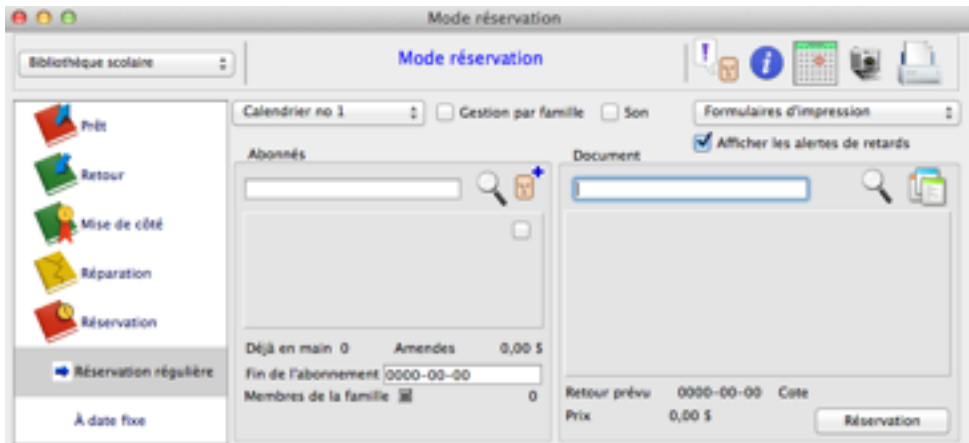 Mode réservation
Bibliothèque scolaire
Mode réservation
Prêt
Retour
Mise de côté
Réparation
Réservation
Réservation régulière
À date fixe
Calendrier no 1
Gestion par famille
Son
Formulaires d'impression
Afficher les alertes de retards
Abonnés
Déjà en main 0 Amendes 0,00 $
Fin de l'abonnement 0000-00-00
Membres de la famille 0
Document
Retour prévu 0000-00-00 Cote
Prix 0,00 $
Réservation